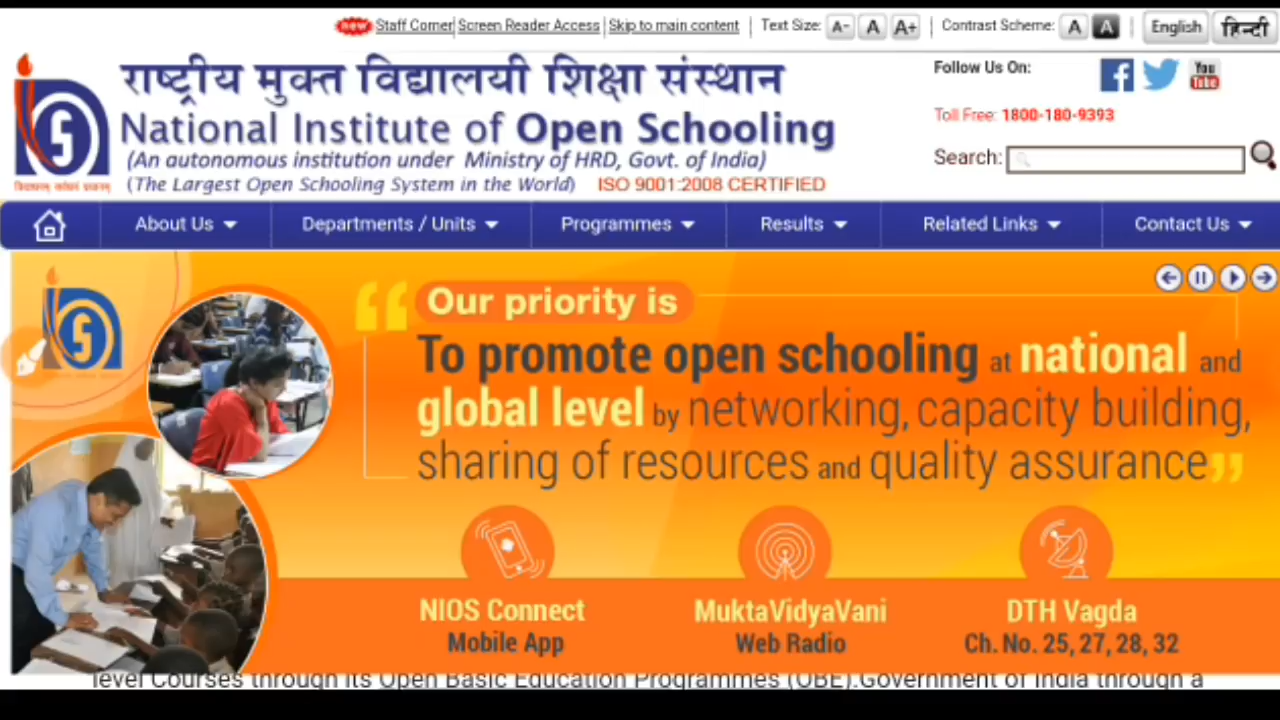 new Staff Corner Screen Reader Access Skip to main content Text Size: A- A A+ Contrast Scheme: A A English हिन्दी
राष्ट्रीय मुक्त विद्यालयी शिक्षा संस्थान
National Institute of Open Schooling
(An autonomous institution under Ministry of HRD, Govt. of India)
(The Largest Open Schooling System in the World) ISO 9001:2008 CERTIFIED
Follow Us On: You Tube
Toll Free: 1800-180-9393
Search:
About Us Departments / Units Programmes Results Related Links Contact Us
“Our priority is
To promote open schooling at national and
global level by networking, capacity building,
sharing of resources and quality assurance”
NIOS Connect
Mobile App
MuktaVidyaVani
Web Radio
DTH Vagda
Ch. No. 25, 27, 28, 32
level Courses through its Open Basic Education Programmes (OBE).Government of India through a